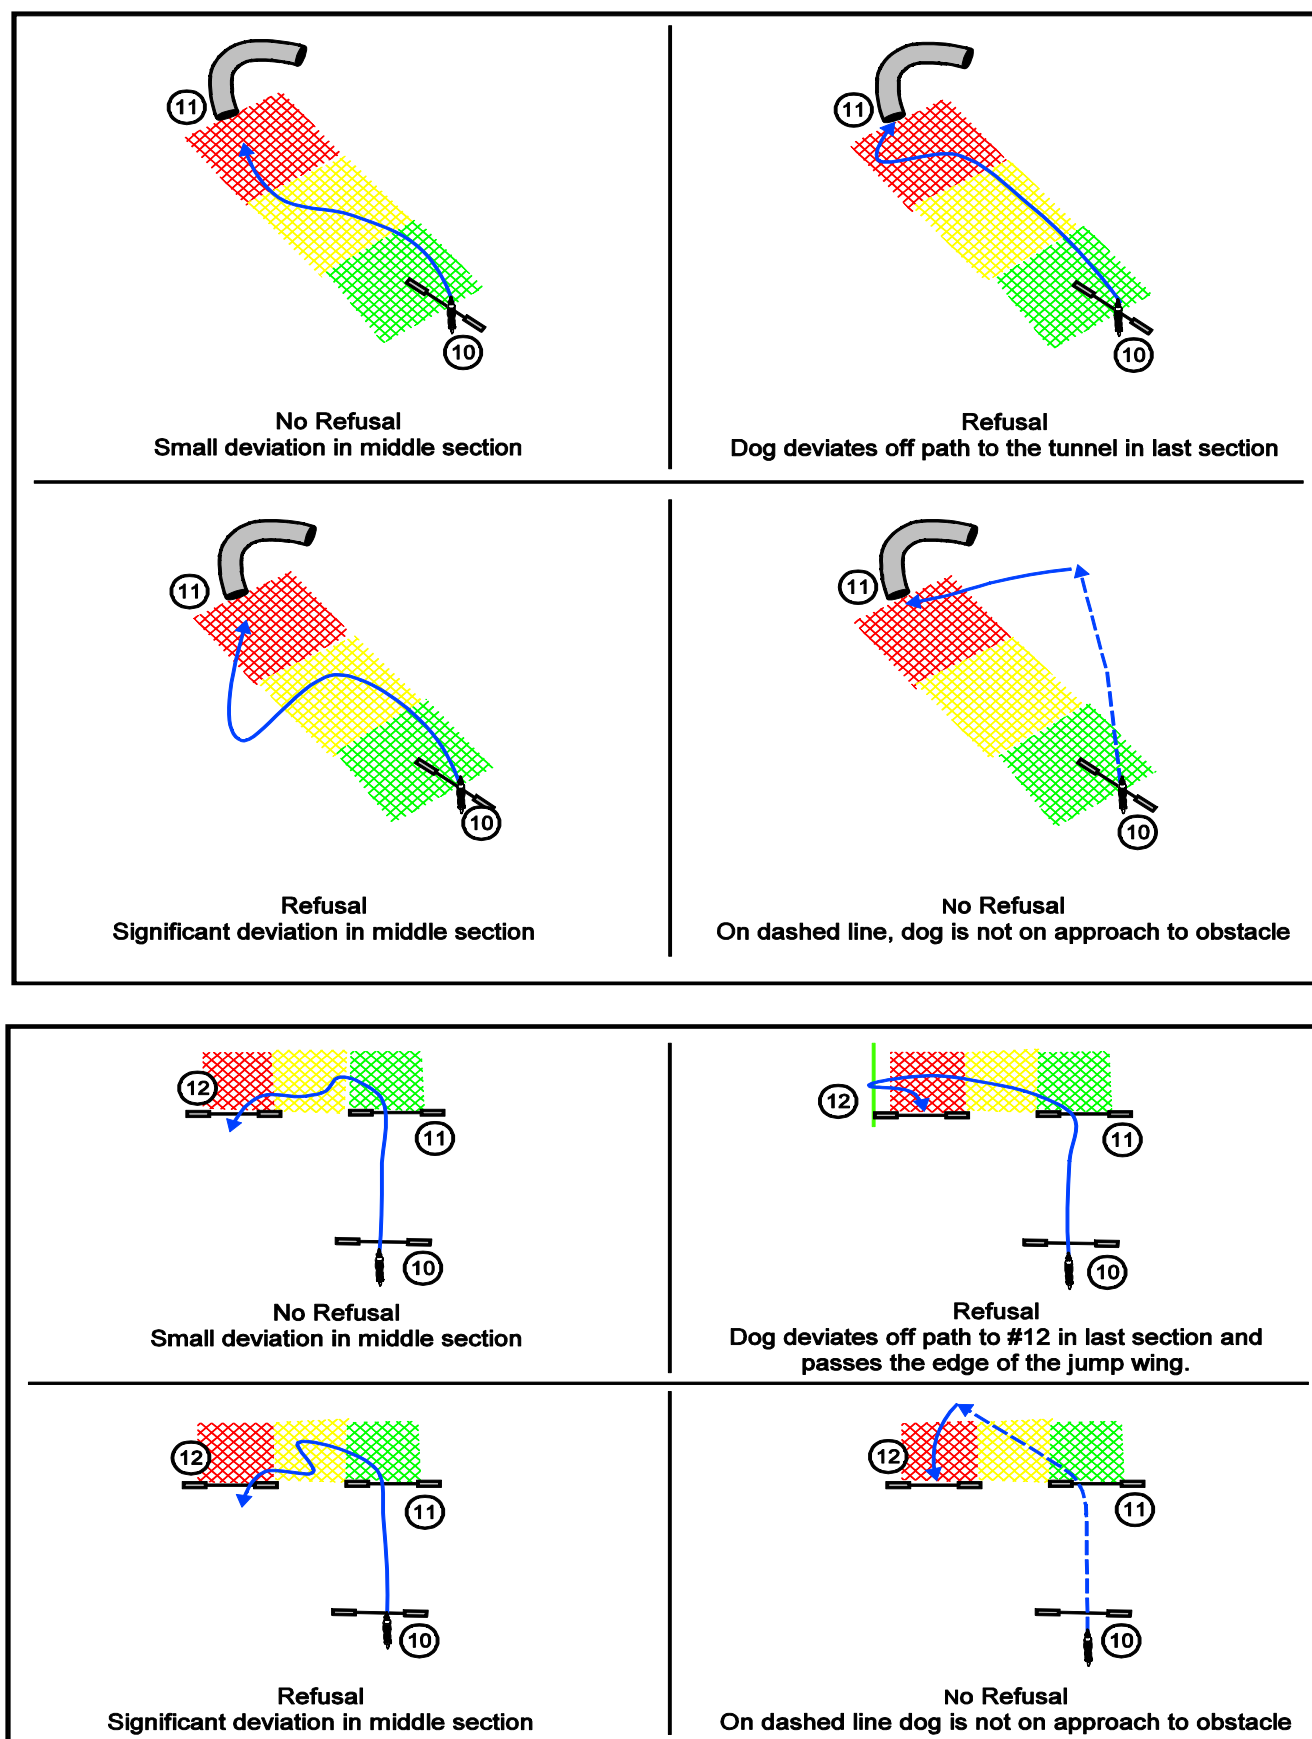 11
10
No Refusal
Small deviation in middle section
11
10
Refusal
Dog deviates off path to the tunnel in last section
11
10
Refusal
Significant deviation in middle section
11
10
No Refusal
On dashed line, dog is not on approach to obstacle
12
11
10
No Refusal
Small deviation in middle section
12
11
10
Refusal
Dog deviates off path to #12 in last section and
passes the edge of the jump wing.
12
11
10
Refusal
Significant deviation in middle section
12
11
10
No Refusal
On dashed line dog is not on approach to obstacle